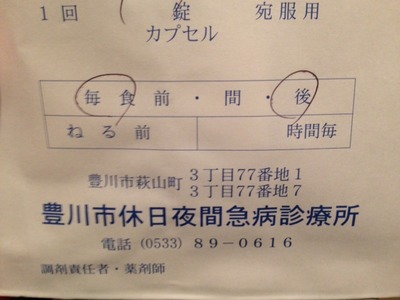 1回 錠 宛服用
カプセル
毎食前・間・後
ねる前 時間毎
豊川市萩山町 3丁目77番地1
3丁目77番地7
豊川市休日夜間急病診療所
電話 (0533) 89-0616
調剤責任者・薬剤師